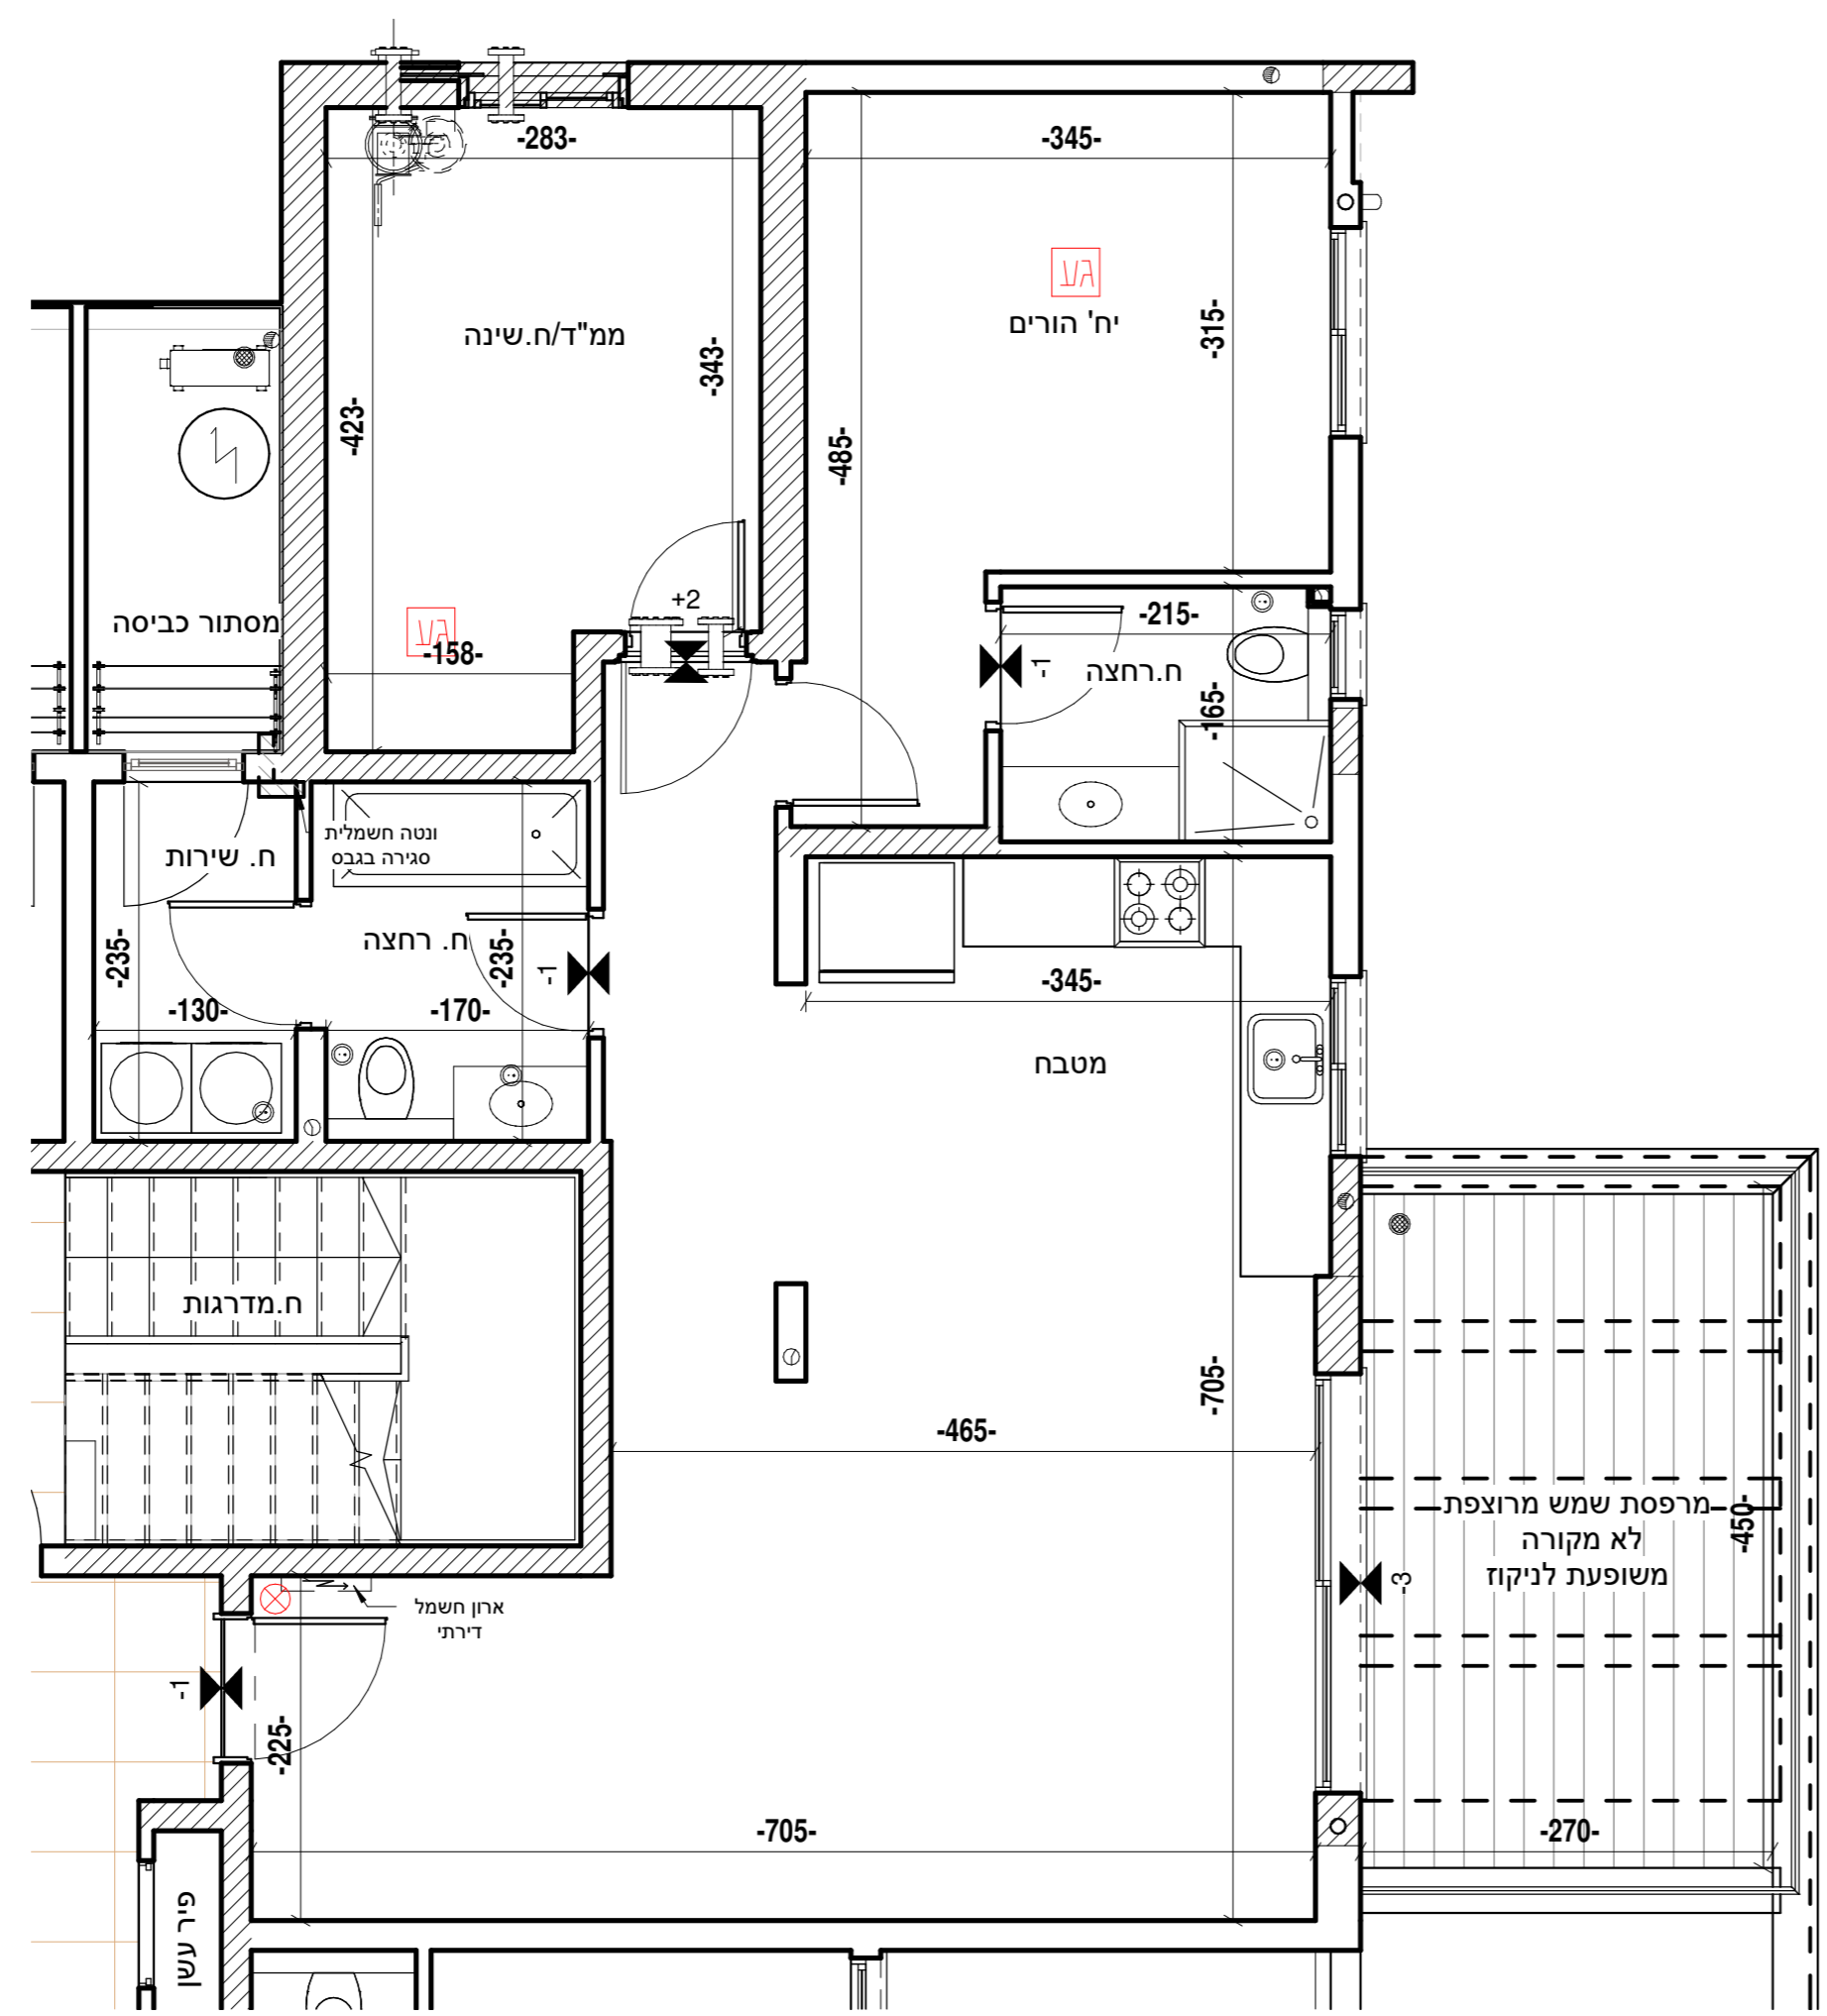 -283-
-345-
גע
יח' הורים
ממ"ד/ח.שינה
-315-
-343-
-423-
-485-
מסתור כביסה
+2
גע
-158-
-215-
-1
ח.רחצה
-165-
ונטה חשמלית
סגירה בגבס
ח. שירות
ח. רחצה
-235-
-235-
-1
-130-
-170-
-345-
מטבח
ח.מדרגות
-705-
-465-
מרפסת שמש מרוצפת
לא מקורה
משופעת לניקוז
-450-
-3
ארון חשמל
דירתי
-1
-225-
-705-
-270-
פיר עשן